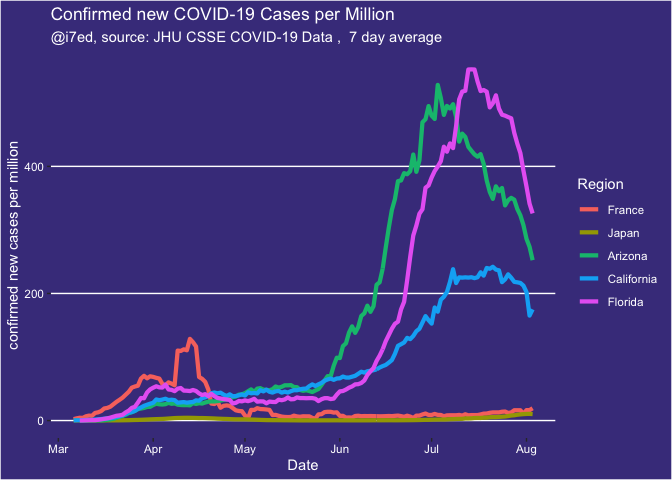 Confirmed new COVID-19 Cases per Million
@i7ed, source: JHU CSSE COVID-19 Data ,  7 day average
confirmed new cases per million
400
200
0
Mar Apr May Jun Jul Aug
Date
Region
France
Japan
Arizona
California
Florida